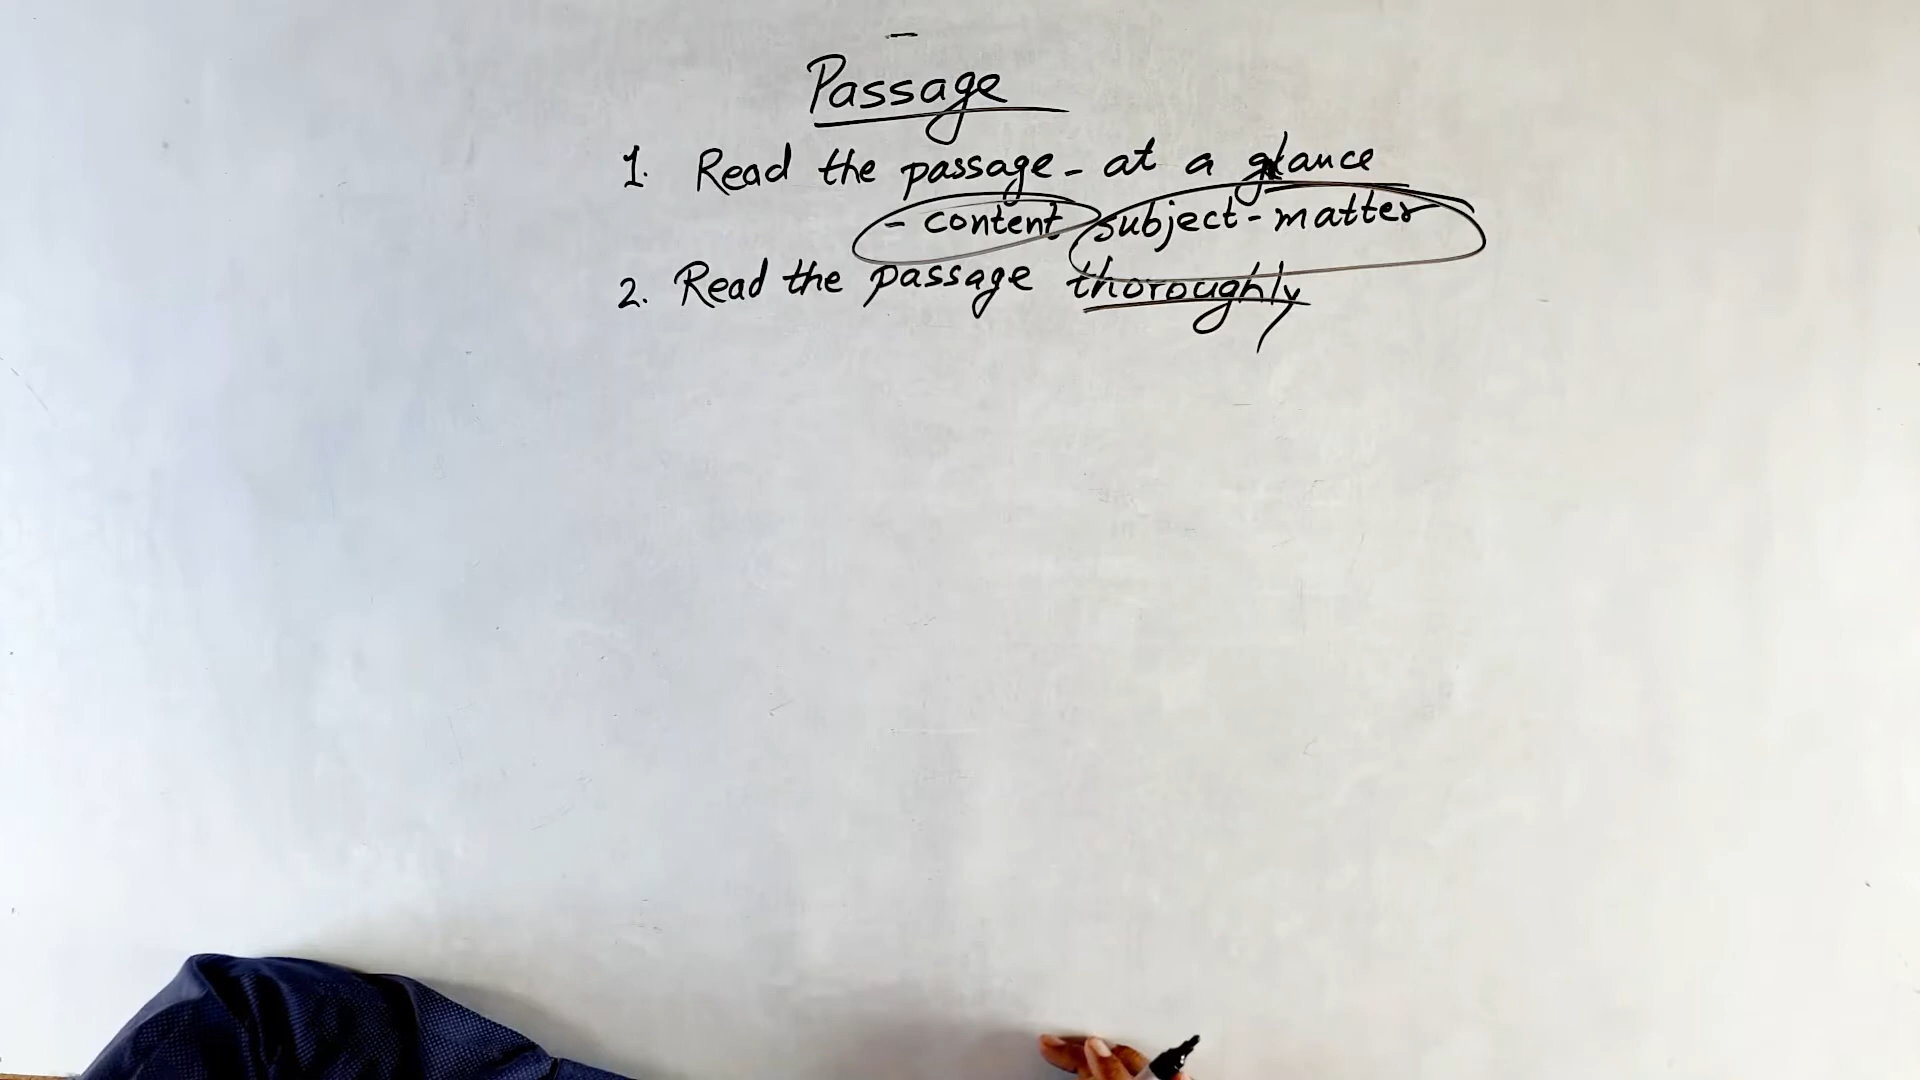 Passage
1. Read the passage - at a glance
- content subject-matter
2. Read the passage thoroughly